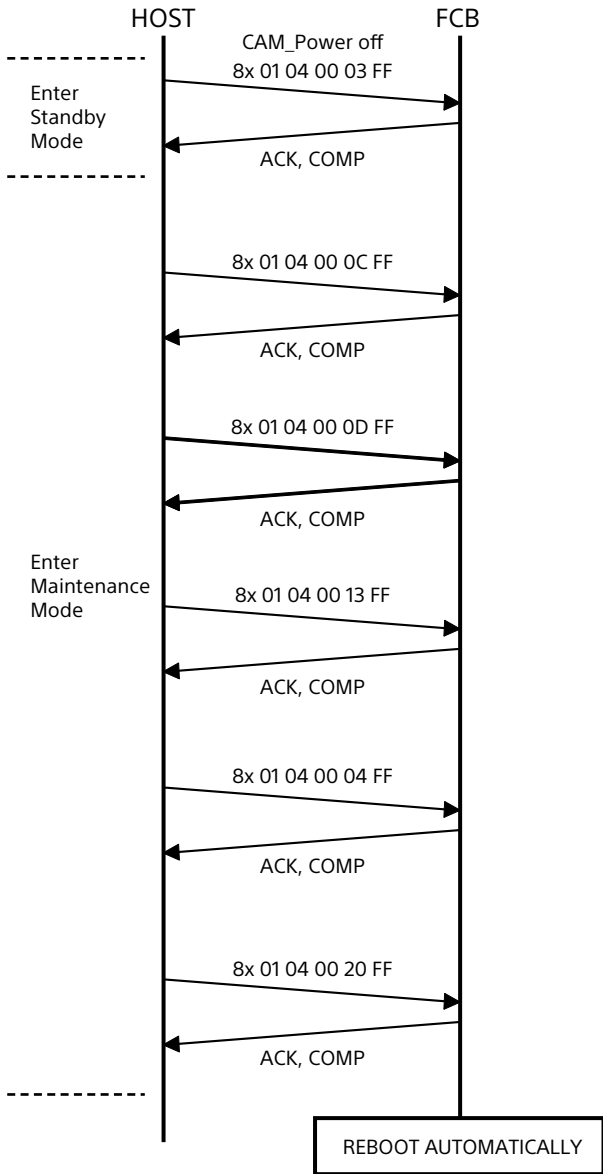 HOST
FCB
CAM_Power off
8x 01 04 00 03 FF
Enter
Standby
Mode
ACK, COMP
8x 01 04 00 0C FF
ACK, COMP
8x 01 04 00 0D FF
ACK, COMP
Enter
Maintenance
Mode
8x 01 04 00 13 FF
ACK, COMP
8x 01 04 00 04 FF
ACK, COMP
8x 01 04 00 20 FF
ACK, COMP
REBOOT AUTOMATICALLY